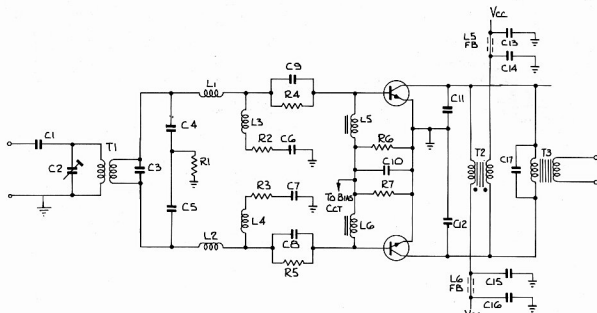 Vcc
L5
FB
C13
C14
L1
C9
R4
C1
C2
T1
C3
C4
R1
C5
L3
R2
C6
L5
R6
C10
To Bias
CCT
R7
C11
C12
T2
C17
T3
R3
C7
L4
L2
C8
R5
L6
L6
FB
C15
C16
Vcc